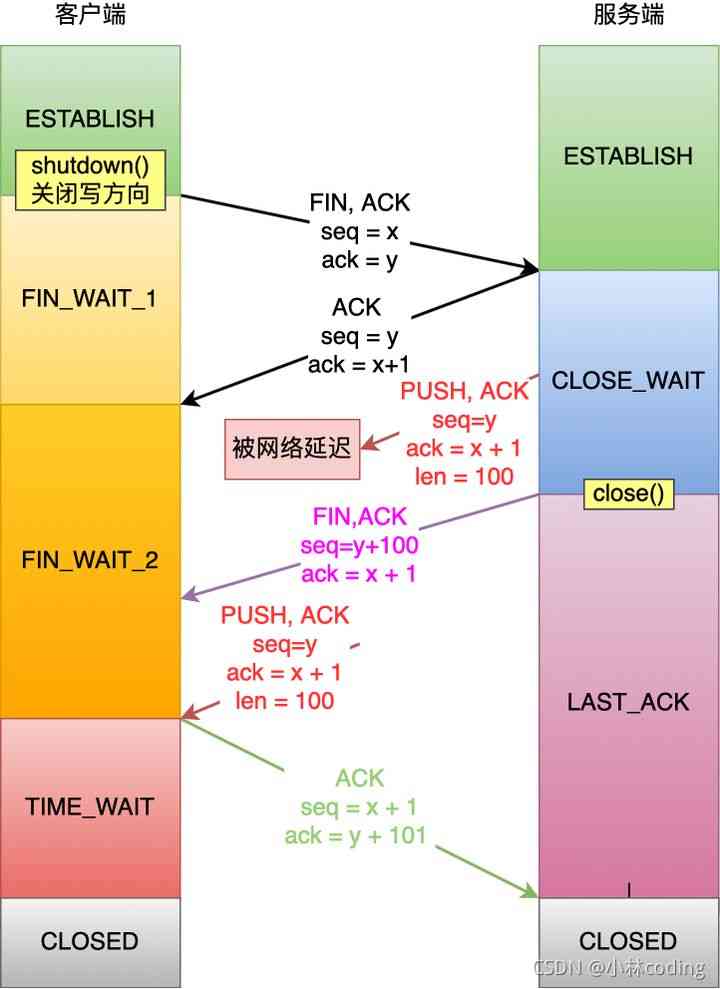 客户端
服务端
ESTABLISH
ESTABLISH
shutdown()
关闭写方向
FIN, ACK
seq = x
ack = y
FIN_WAIT_1
ACK
seq = y
ack = x+1
CLOSE_WAIT
PUSH, ACK
seq=y
ack = x + 1
len = 100
被网络延迟
close()
FIN,ACK
seq=y+100
ack = x + 1
FIN_WAIT_2
PUSH, ACK
seq=y
ack = x + 1
len = 100
LAST_ACK
TIME_WAIT
ACK
seq = x + 1
ack = y + 101
CLOSED
CLOSED
CSDN @小林coding